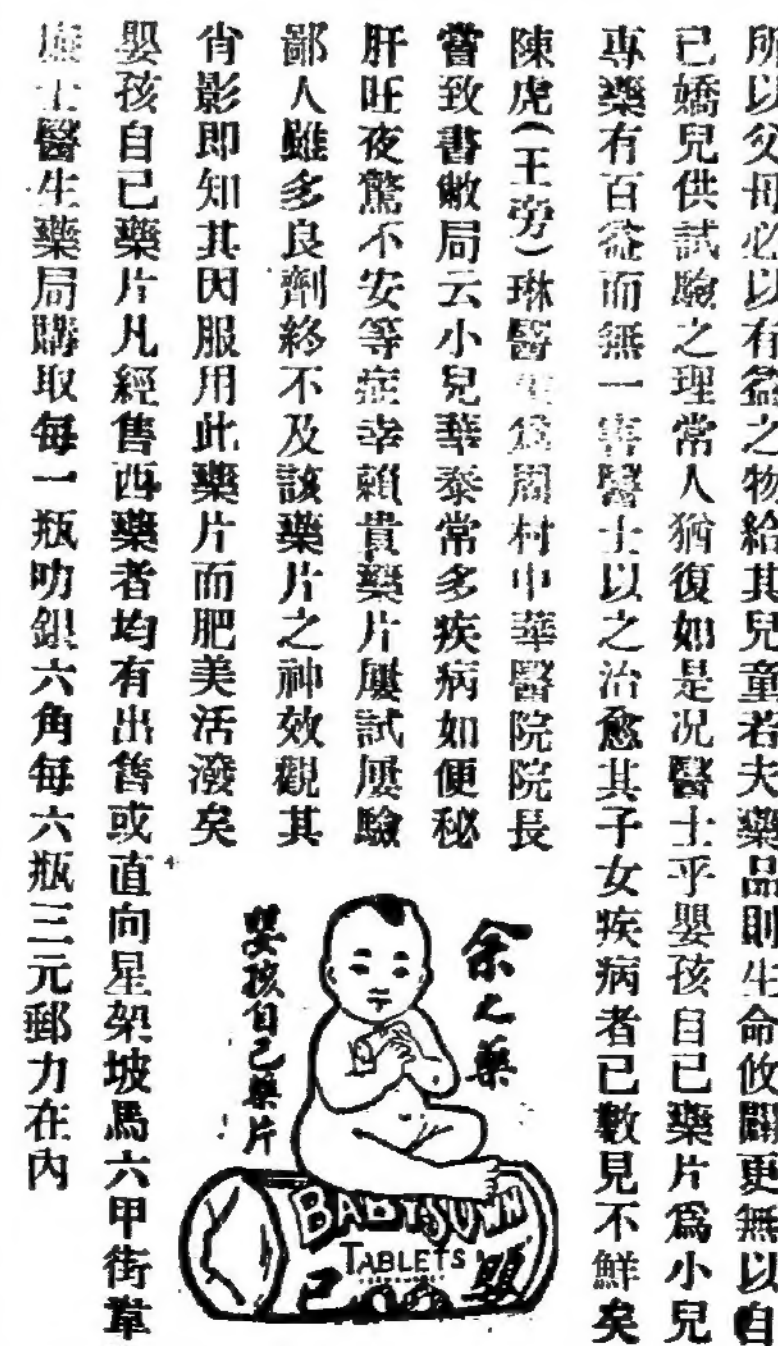 所以父母必以有益之物給其兒童若夫藥品則生命攸關更無以自
已嬌兒供試驗之理常人猶復如是況醫士乎嬰孩自己藥片爲小兒
專藥有百益而無一害醫士以之治愈其子女疾病者已數見不鮮矣
陳虎(王旁)琳醫生爲周村中華醫院院長
嘗致書敝局云小兒華泰常多疾病如便秘
肝旺夜驚不安等症幸賴貴藥片屢試屢驗
鄙人雖多良劑終不及該藥片之神效觀其
肖影即知其因服用此藥片而肥美活潑矣
嬰孩自己藥片凡經售西藥者均有出售或直向星架坡馬六甲街韋
廉士醫生藥局購取每一瓶叻銀六角每六瓶三元郵力在內
余之藥
嬰孩自己藥片
BABY'S OWN
TABLETS